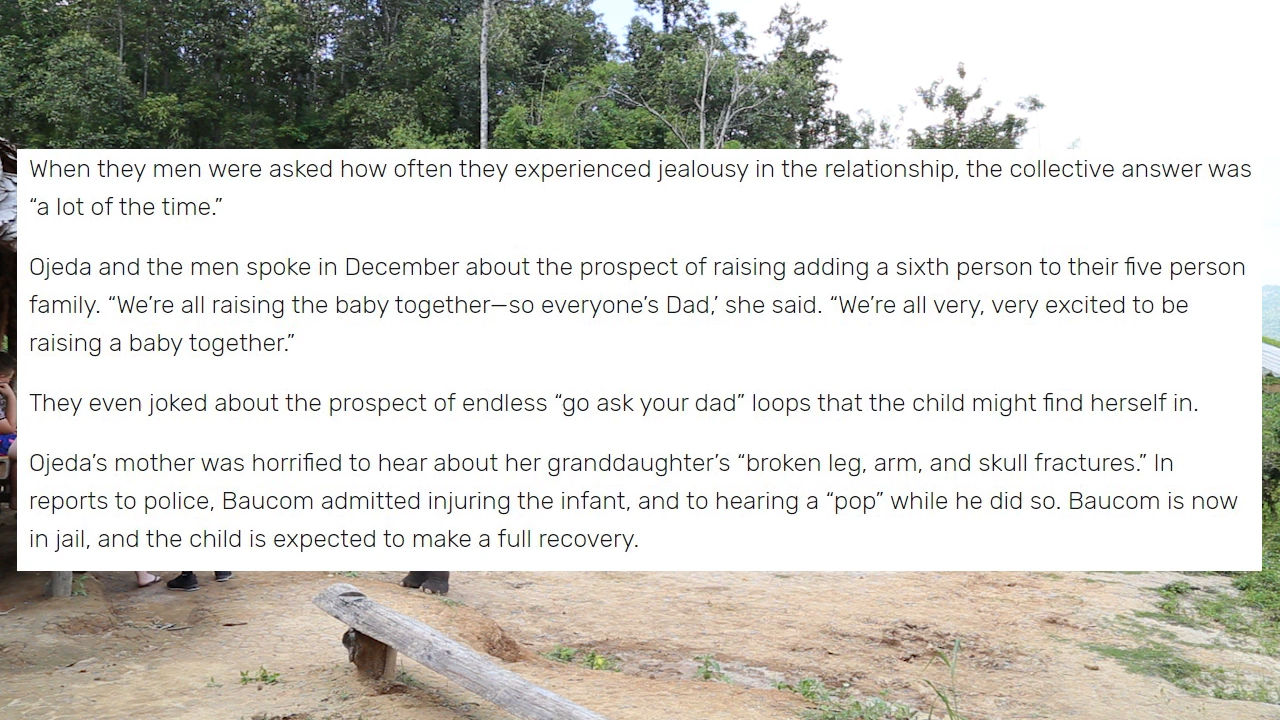 When they men were asked how often they experienced jealousy in the relationship, the collective answer was
“a lot of the time.”
Ojeda and the men spoke in December about the prospect of raising adding a sixth person to their five person
family. “We’re all raising the baby together—so everyone’s Dad,’ she said. “We’re all very, very excited to be
raising a baby together.”
They even joked about the prospect of endless “go ask your dad” loops that the child might find herself in.
Ojeda’s mother was horrified to hear about her granddaughter’s “broken leg, arm, and skull fractures.” In
reports to police, Baucom admitted injuring the infant, and to hearing a “pop” while he did so. Baucom is now
in jail, and the child is expected to make a full recovery.